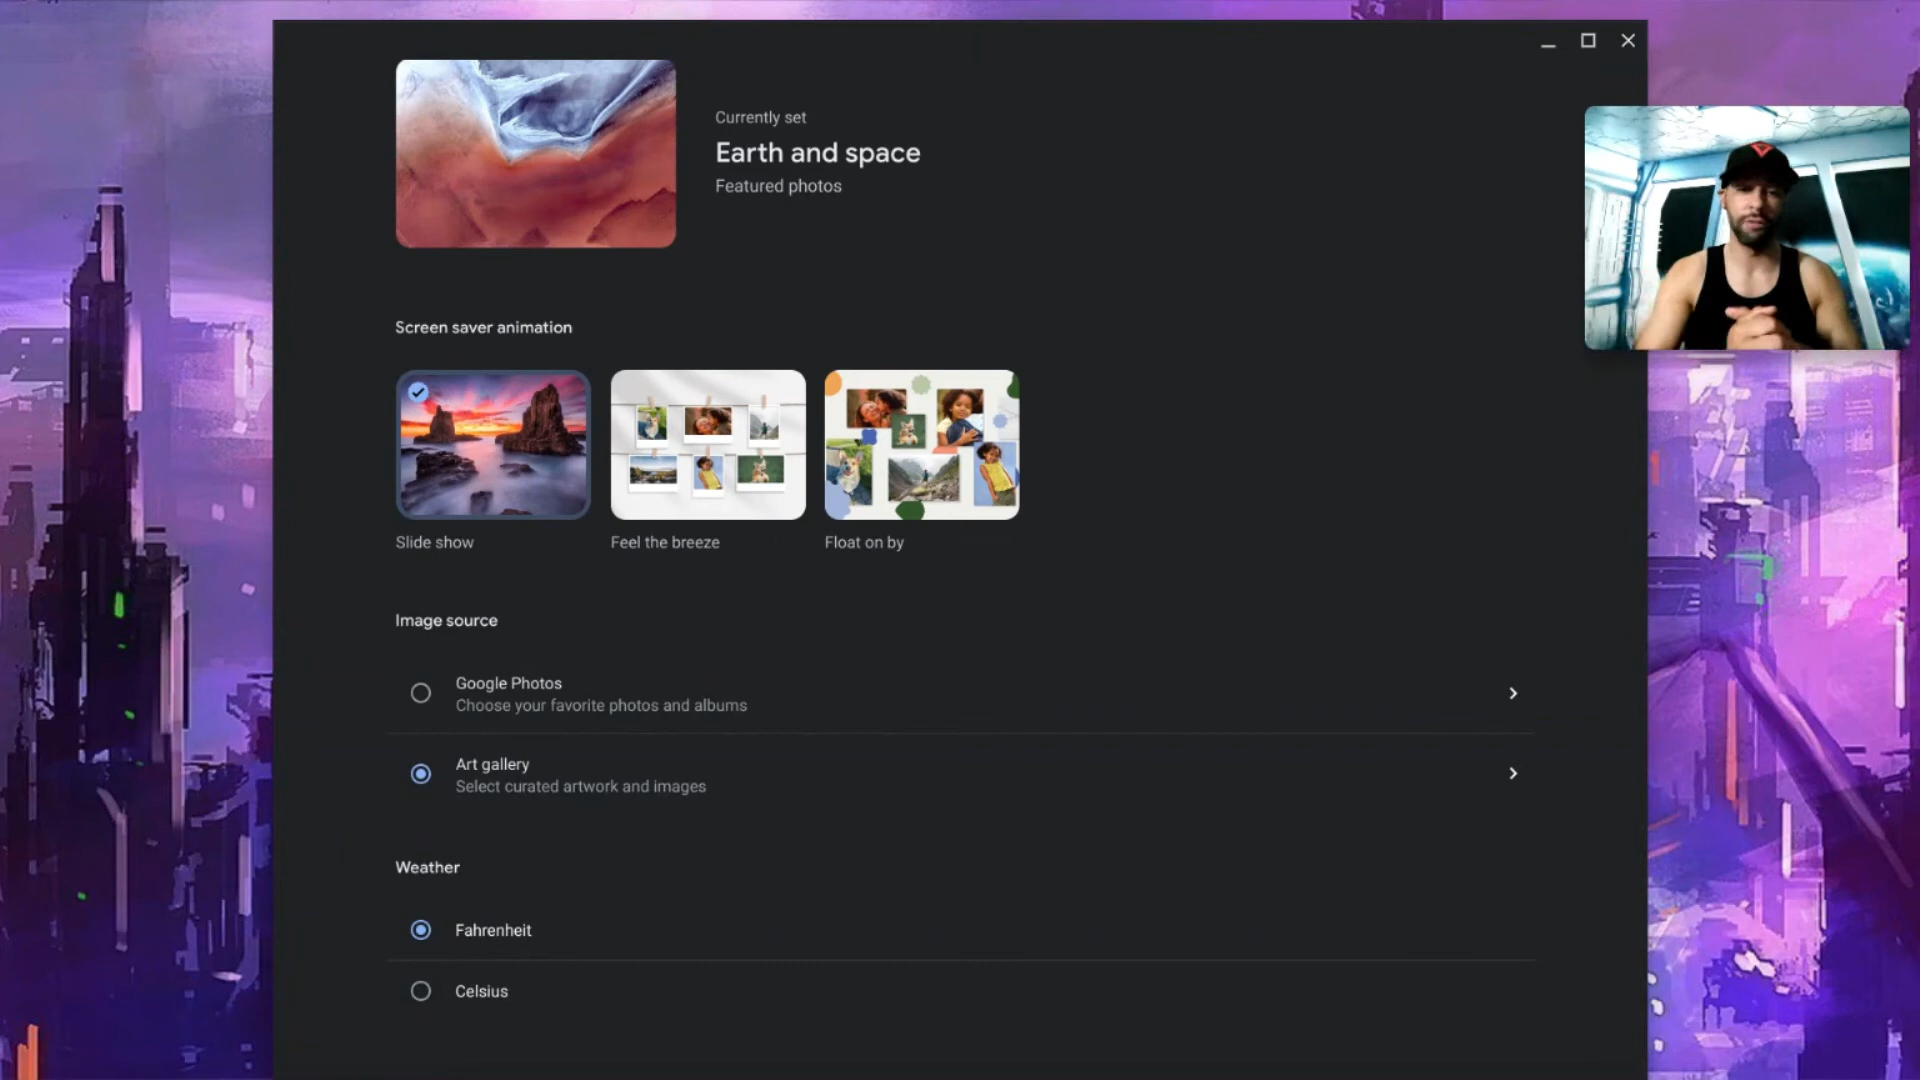 Currently set
Earth and space
Featured photos
Screen saver animation
Slide show
Feel the breeze
Float on by
Image source
Google Photos
Choose your favorite photos and albums
Art gallery
Select curated artwork and images
Weather
Fahrenheit
Celsius